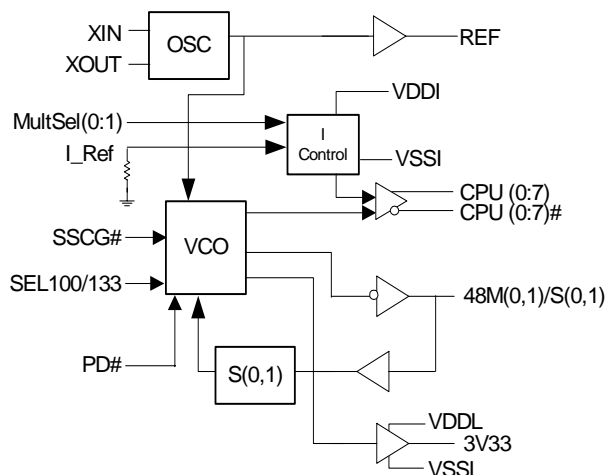 XIN
OSC
REF
XOUT
VDDI
MultSel(0:1)
I
Control
I_Ref
VSSI
CPU (0:7)
CPU (0:7)#
SSCG#
VCO
SEL100/133
48M(0,1)/S(0,1)
PD#
S(0,1)
VDDL
3V33
VSSL